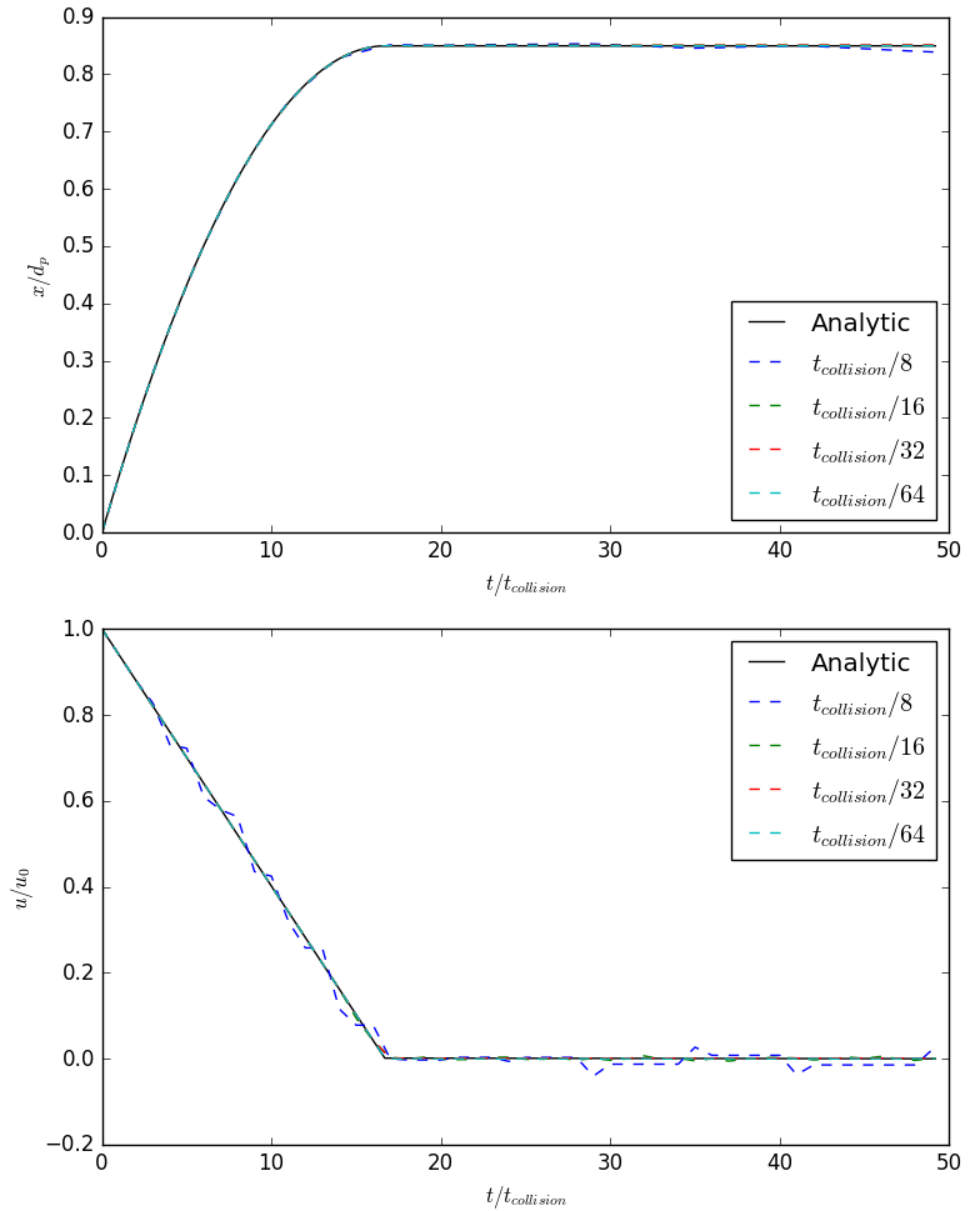 0.9
0.8
0.7
0.6
0.5
0.4
0.3
0.2
0.1
0.0
x/d_p
Analytic
t_collision/8
t_collision/16
t_collision/32
t_collision/64
0 10 20 30 40 50
t/t_collision
1.0
0.8
0.6
0.4
0.2
0.0
−0.2
u/u_0
Analytic
t_collision/8
t_collision/16
t_collision/32
t_collision/64
0 10 20 30 40 50
t/t_collision